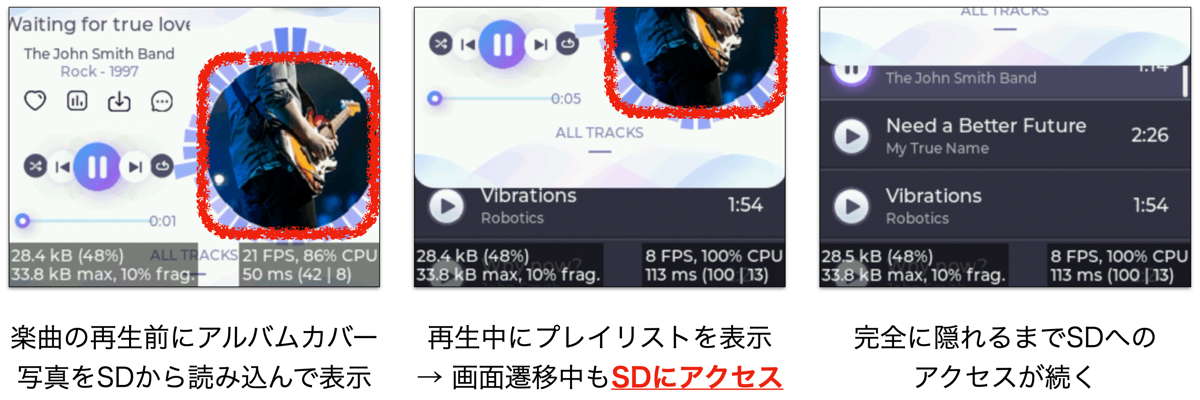 Waiting for true love
The John Smith Band
Rock - 1997
0:01
ALL TRACKS
28.4 kB (48%)
33.8 kB max, 10% frag.
21 FPS, 86% CPU
50 ms (42 | 8)
楽曲の再生前にアルバムカバー
写真をSDから読み込んで表示
0:05
ALL TRACKS
Vibrations
Robotics
1:54
28.4 kB (48%)
33.8 kB max, 10% frag.
8 FPS, 100% CPU
113 ms (100 | 13)
再生中にプレイリストを表示
→ 画面遷移中もSDにアクセス
ALL TRACKS
1:14
The John Smith Band
Need a Better Future
My True Name
2:26
Vibrations
Robotics
1:54
now?
28.5 kB (48%)
33.8 kB max, 10% frag.
8 FPS, 100% CPU
113 ms (100 | 13)
完全に隠れるまでSDへの
アクセスが続く